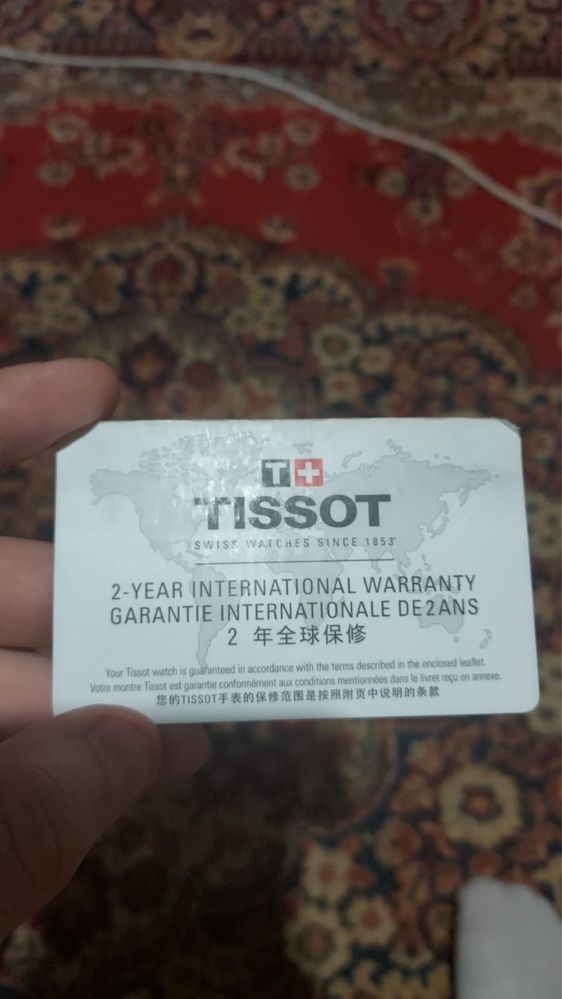 T+
TISSOT
SWISS WATCHES SINCE 1853
2-YEAR INTERNATIONAL WARRANTY
GARANTIE INTERNATIONALE DE 2 ANS
2 年全球保修
Your Tissot watch is guaranteed in accordance with the terms described in the enclosed leaflet.
Votre montre Tissot est garantie conformément aux conditions mentionnées dans le livret reçu en annexe.
您的TISSOT手表的保修范围是按照附页中说明的条款